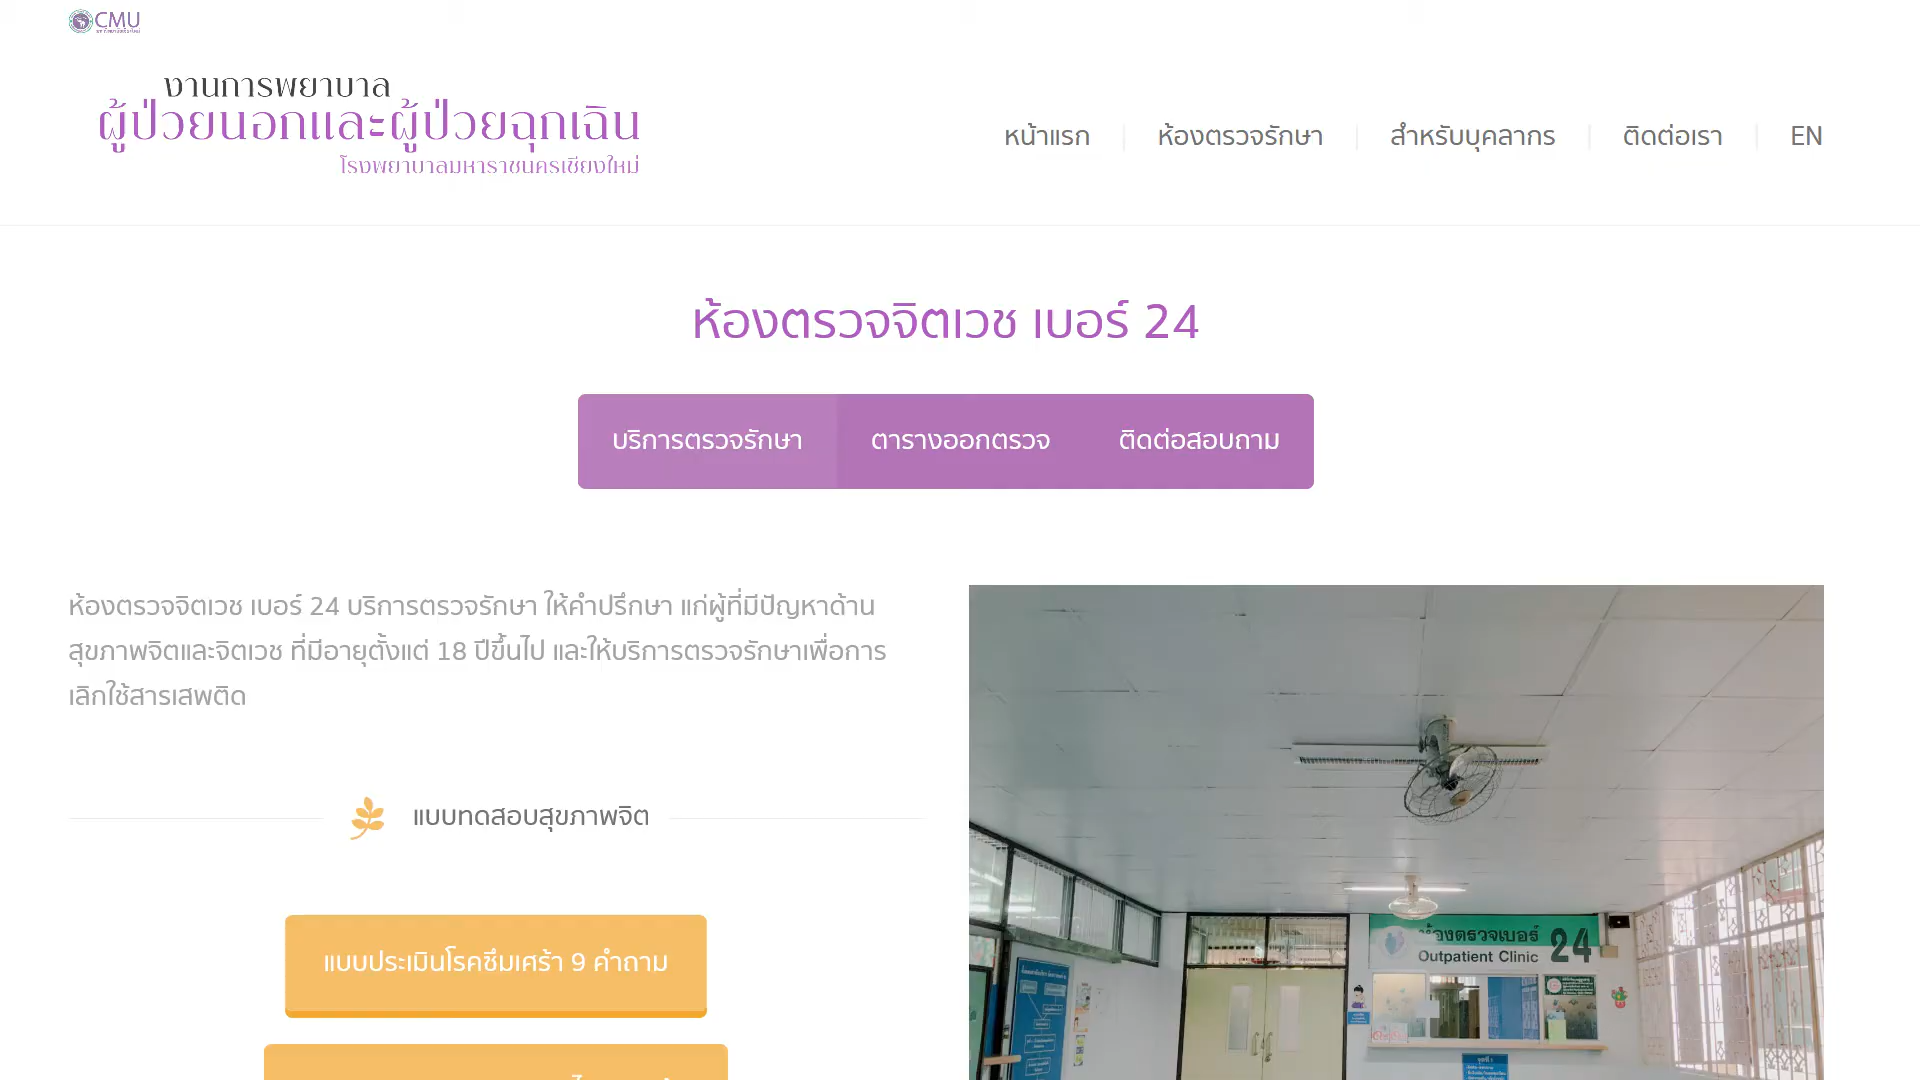 CMU
งานการพยาบาล
ผู้ป่วยนอกและผู้ป่วยฉุกเฉิน
โรงพยาบาลมหาราชนครเชียงใหม่
หน้าแรก
ห้องตรวจรักษา
สำหรับบุคลากร
ติดต่อเรา
EN
ห้องตรวจจิตเวช เบอร์ 24
บริการตรวจรักษา
ตารางออกตรวจ
ติดต่อสอบถาม
ห้องตรวจจิตเวช เบอร์ 24 บริการตรวจรักษา ให้คำปรึกษา แก่ผู้ที่มีปัญหาด้าน
สุขภาพจิตและจิตเวช ที่มีอายุตั้งแต่ 18 ปีขึ้นไป และให้บริการตรวจรักษาเพื่อการ
เลิกใช้สารเสพติด
แบบทดสอบสุขภาพจิต
แบบประเมินโรคซึมเศร้า 9 คำถาม
ห้องตรวจเบอร์ 24
Outpatient Clinic